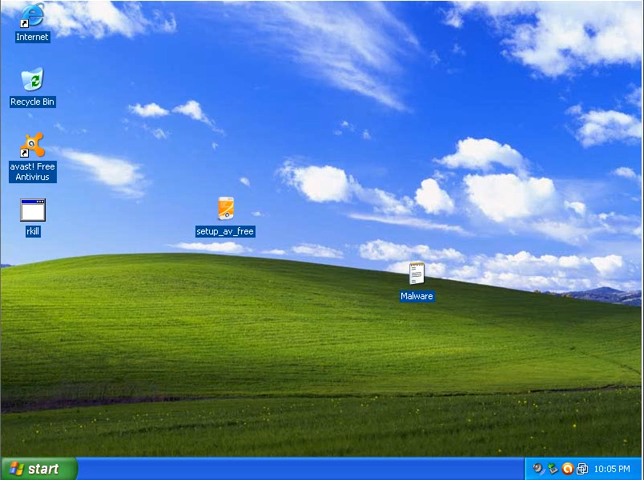 Internet
Recycle Bin
avast! Free
Antivirus
rkill
setup_av_free
Malware
start
10:05 PM